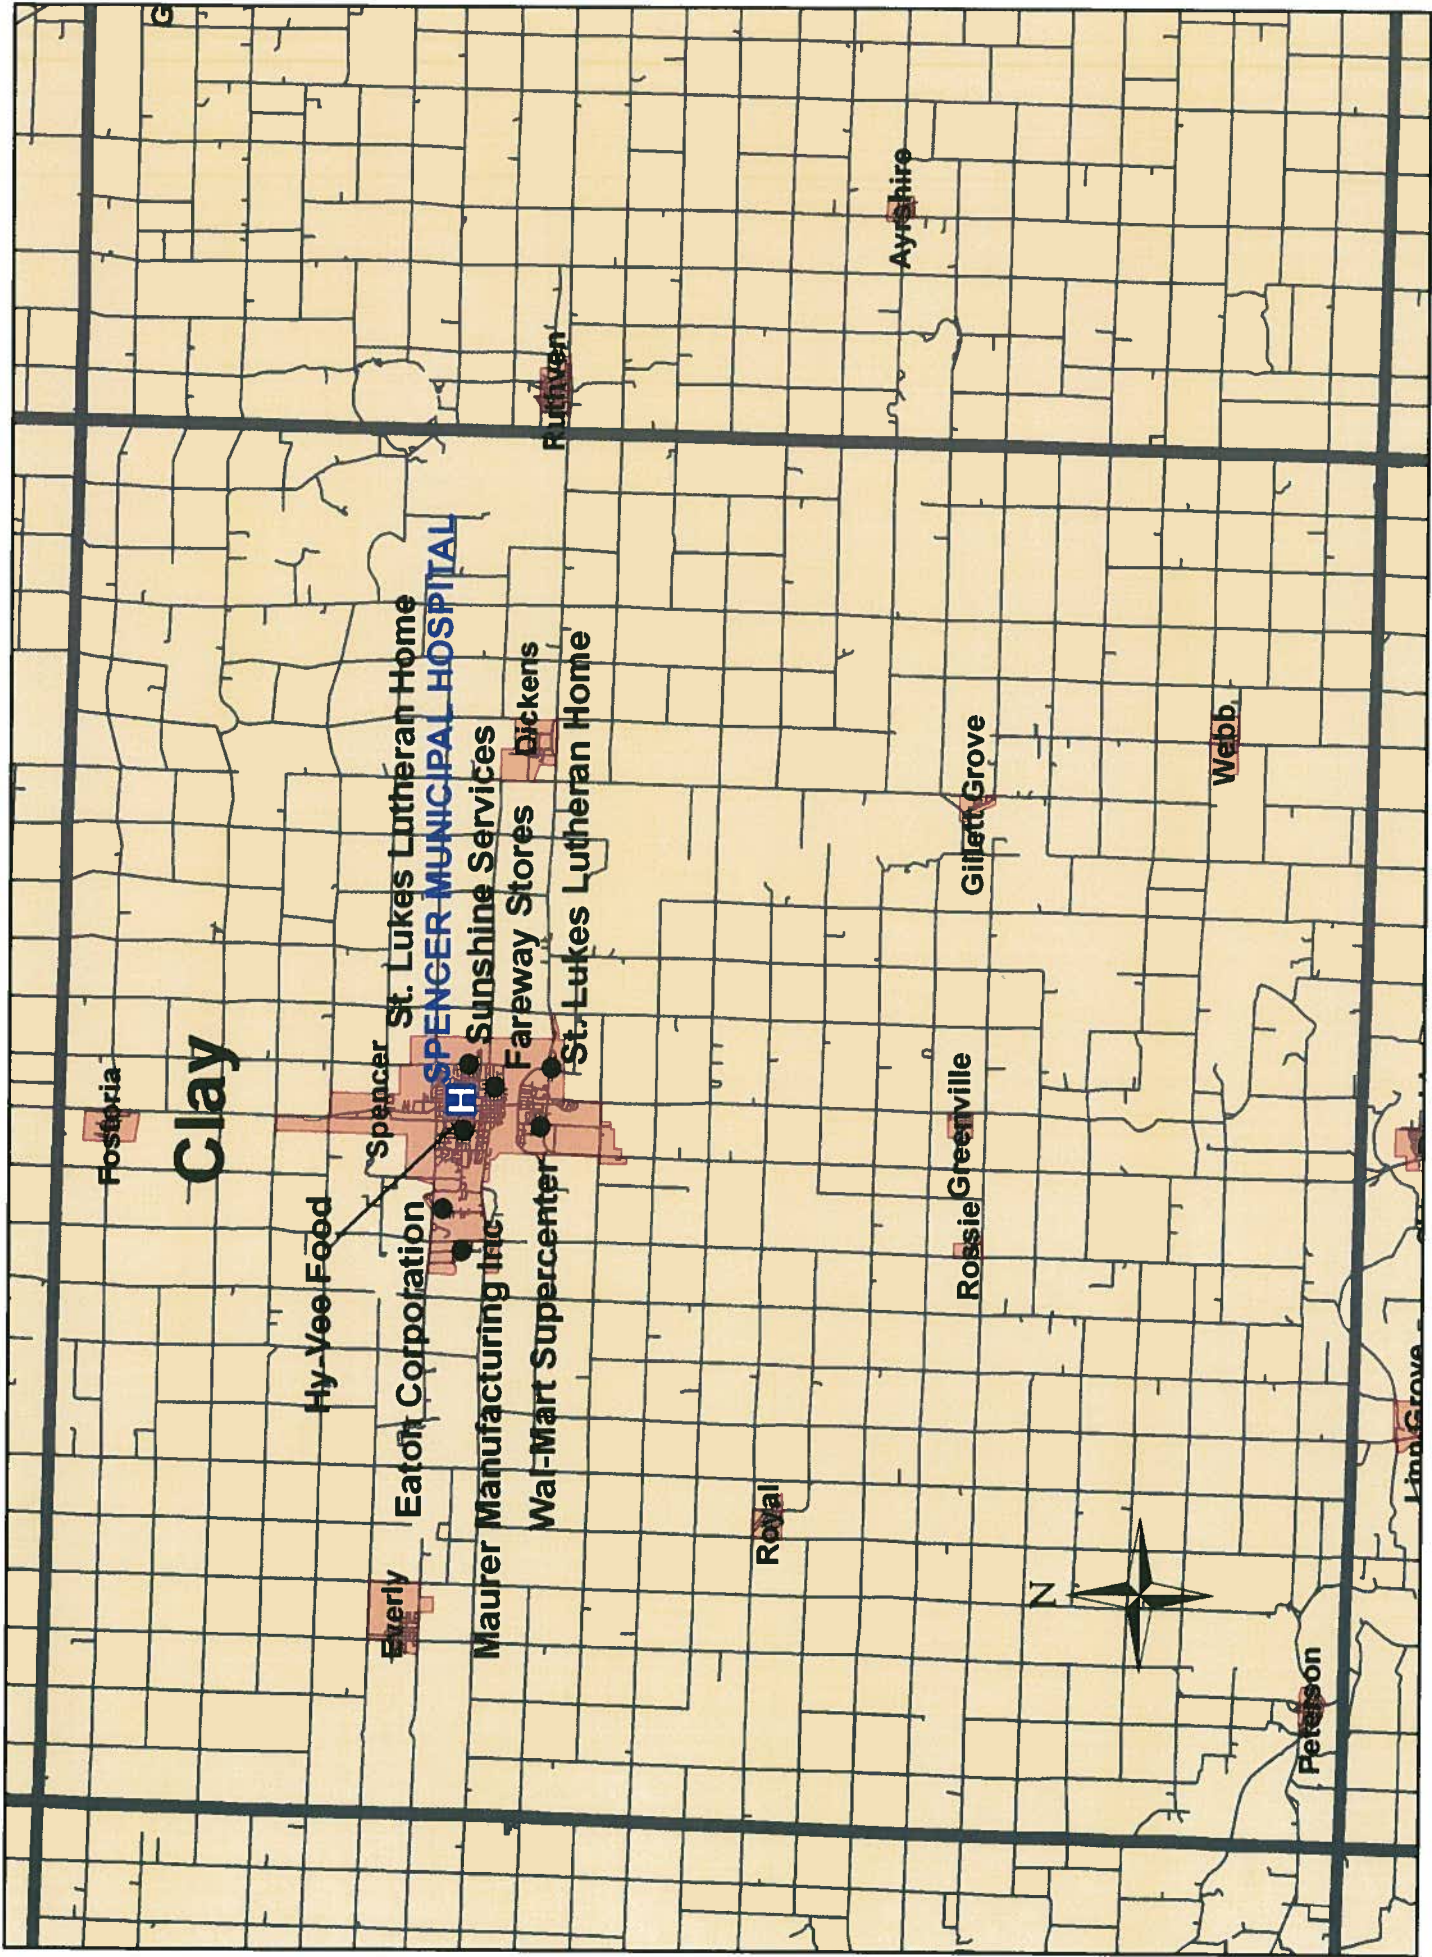 G
Fostoria
Clay
Spencer
St. Lukes Lutheran Home
SPENCER MUNICIPAL HOSPITAL
H
Hy-Vee Food
Sunshine Services
Dickens
Fareway Stores
St. Lukes Lutheran Home
Ruthven
Everly
Eaton Corporation
Maurer Manufacturing Inc
Wal-Mart Supercenter
Royal
Ayrshire
Rossie
Greenville
Gillett Grove
N
Webb
Peterson
Linn Grove